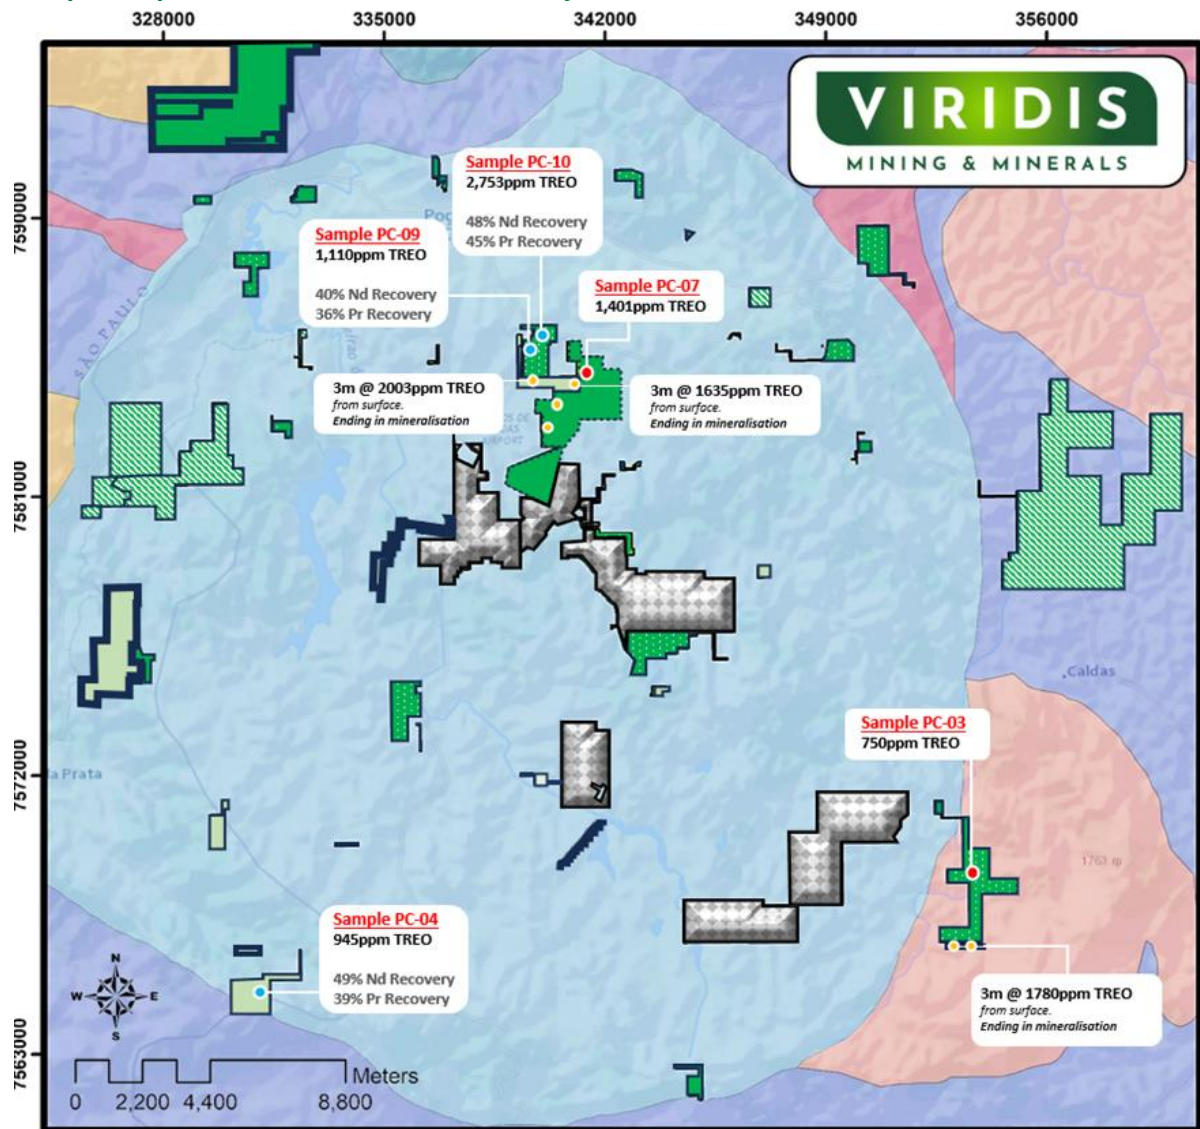 328000
335000
342000
349000
356000
VIRIDIS
MINING & MINERALS
7590000
7581000
7572000
7563000
Sample PC-10
2,753ppm TREO
48% Nd Recovery
45% Pr Recovery
Sample PC-09
1,110ppm TREO
40% Nd Recovery
36% Pr Recovery
Sample PC-07
1,401ppm TREO
SÃO PAULO
3m @ 2003ppm TREO
from surface.
Ending in mineralisation
3m @ 1635ppm TREO
from surface.
Ending in mineralisation
AIRPORT
Caldas
Sample PC-03
750ppm TREO
la Prata
Sample PC-04
945ppm TREO
49% Nd Recovery
39% Pr Recovery
3m @ 1780ppm TREO
from surface.
Ending in mineralisation
N
W
E
S
Meters
0
2,200
4,400
8,800